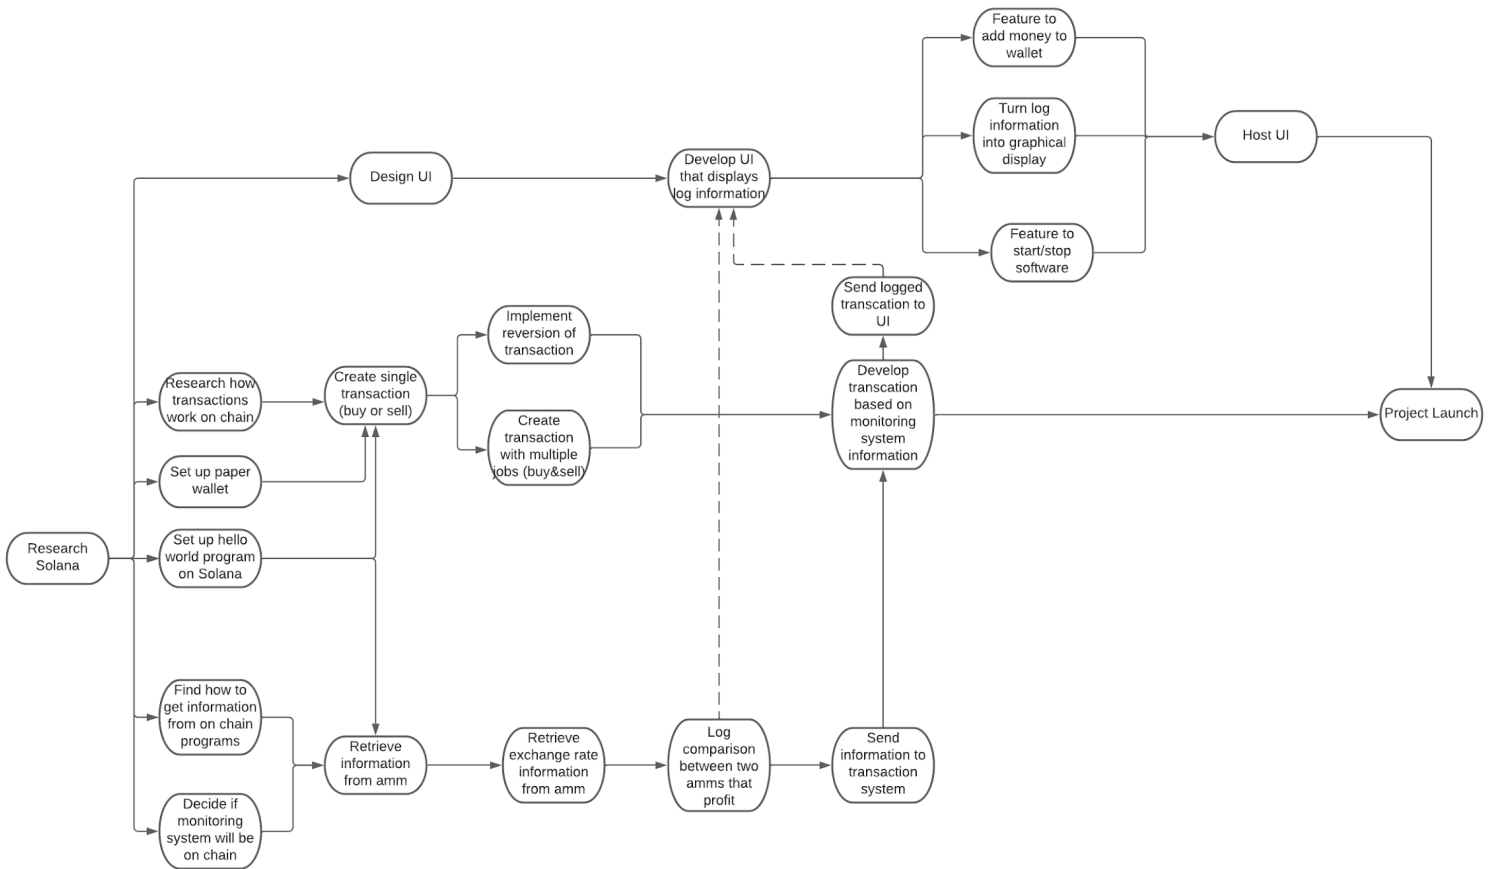 Feature to
add money to
wallet
Turn log
information
into graphical
display
Host UI
Develop UI
that displays
log information
Design UI
Feature to
start/stop
software
Send logged
transcation to
UI
Implement
reversion of
transaction
Research how
transactions
work on chain
Create single
transaction
(buy or sell)
Create
transaction
with multiple
jobs (buy&sell)
Develop
transcation
based on
monitoring
system
information
Project Launch
Set up paper
wallet
Research
Solana
Set up hello
world program
on Solana
Find how to
get information
from on chain
programs
Retrieve
information
from amm
Retrieve
exchange rate
information
from amm
Log
comparison
between two
amms that
profit
Send
information to
transaction
system
Decide if
monitoring
system will be
on chain